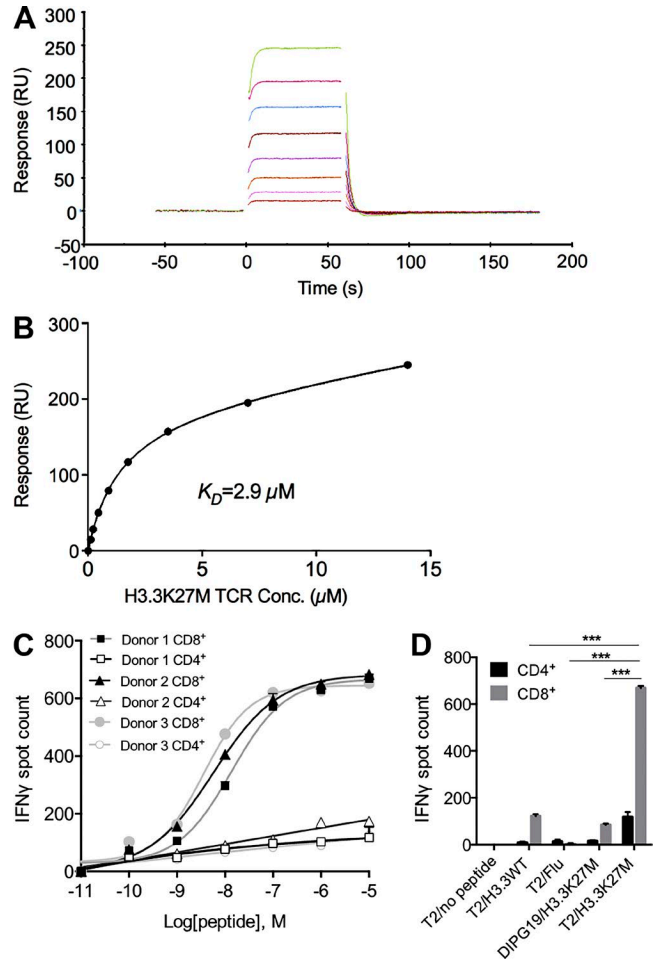 A
Response (RU)
300
250
200
150
100
50
0
-50
-100
-50
0
50
100
150
200
Time (s)
B
Response (RU)
300
200
100
0
K_D=2.9 µM
0
5
10
15
H3.3K27M TCR Conc. (µM)
C
IFNγ spot count
800
600
400
200
0
Donor 1 CD8⁺
Donor 1 CD4⁺
Donor 2 CD8⁺
Donor 2 CD4⁺
Donor 3 CD8⁺
Donor 3 CD4⁺
-11
-10
-9
-8
-7
-6
-5
Log[peptide], M
D
IFNγ spot count
800
600
400
200
0
CD4⁺
CD8⁺
***
***
***
T2/no peptide
T2/H3.3WT
T2/Flu
DIPG19/H3.3K27M
T2/H3.3K27M